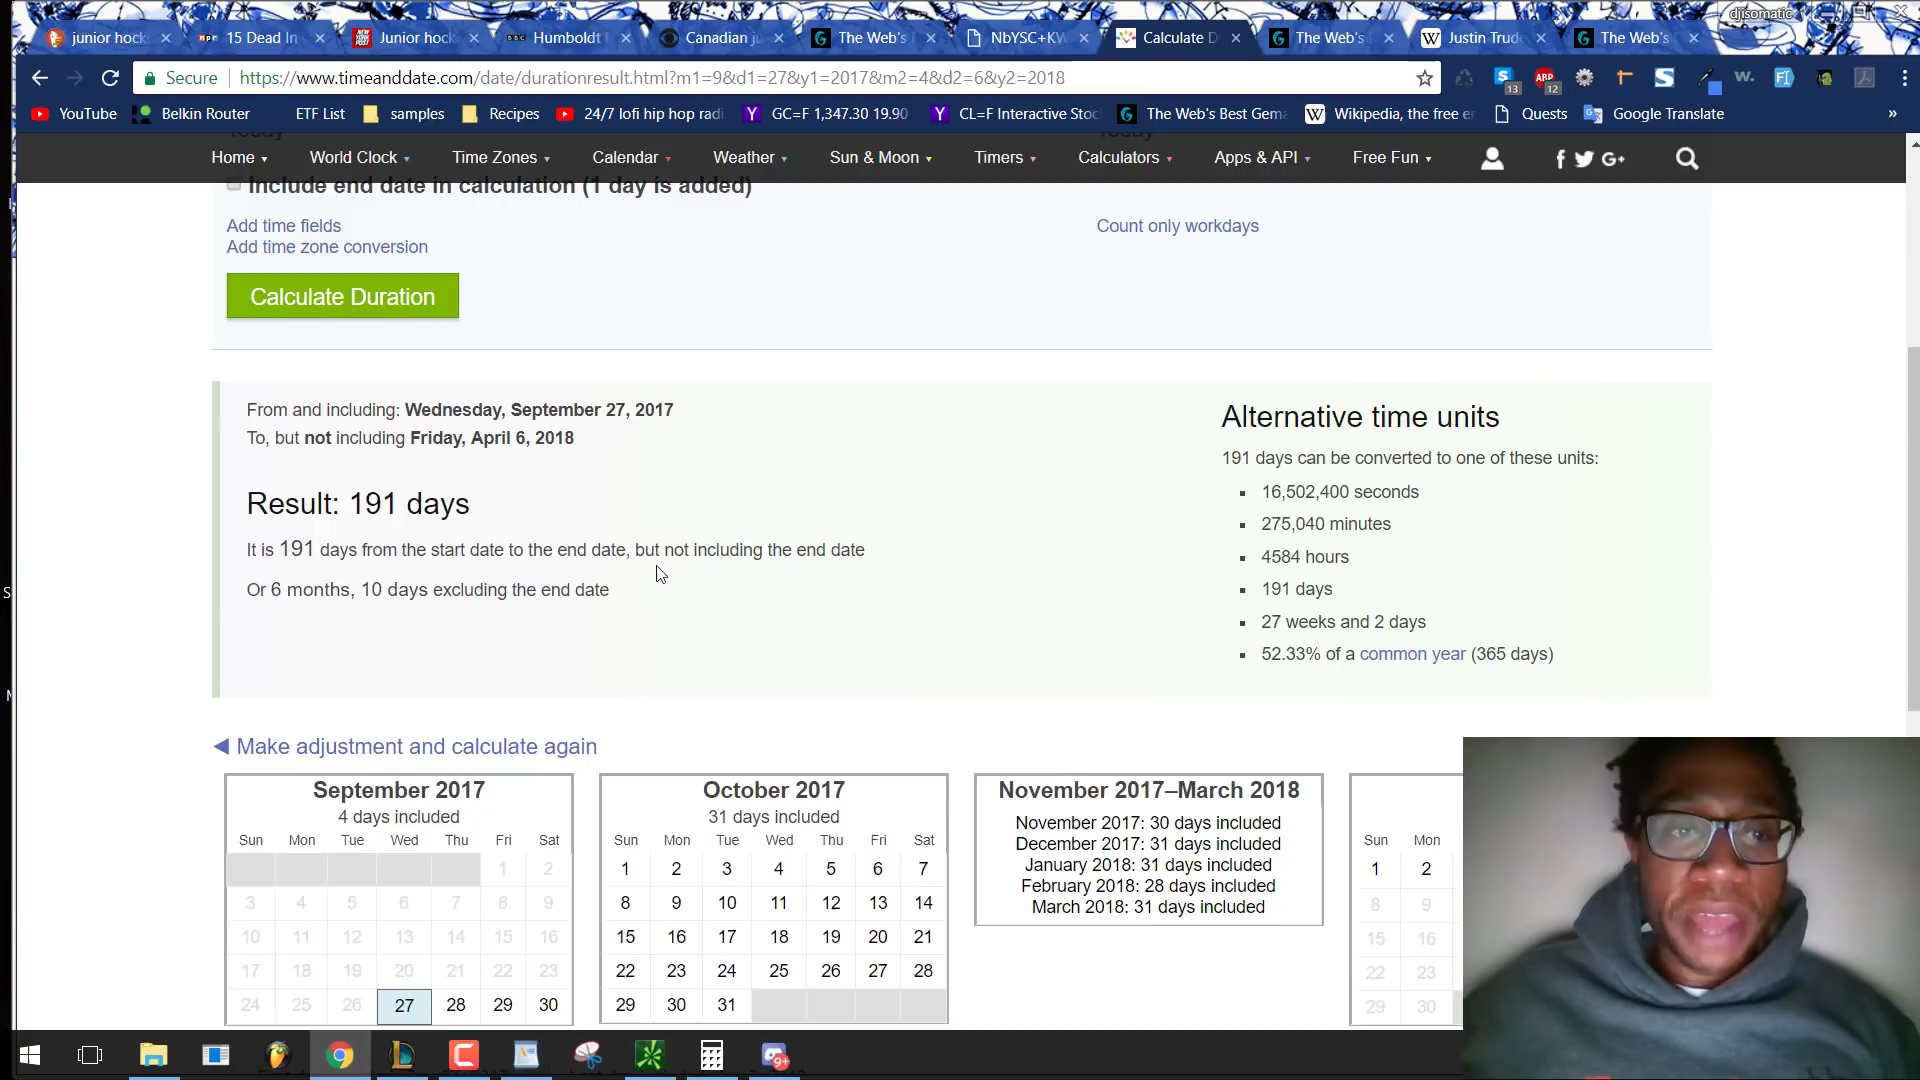 djisomatic
junior hock
15 Dead In
Junior hock
Humboldt
Canadian ju
The Web's
NbYSC+KW
Calculate D
The Web's
Justin Trud
The Web's
Secure
https://www.timeanddate.com/date/durationresult.html?m1=9&d1=27&y1=2017&m2=4&d2=6&y2=2018
YouTube
Belkin Router
ETF List
samples
Recipes
24/7 lofi hip hop radi
GC=F 1,347.30 19.90
CL=F Interactive Stoc
The Web's Best Gema
Wikipedia, the free er
Quests
Google Translate
»
Home
World Clock
Time Zones
Calendar
Weather
Sun & Moon
Timers
Calculators
Apps & API
Free Fun
Include end date in calculation (1 day is added)
Add time fields
Add time zone conversion
Count only workdays
Calculate Duration
From and including: Wednesday, September 27, 2017
To, but not including Friday, April 6, 2018
Result: 191 days
It is 191 days from the start date to the end date, but not including the end date
Or 6 months, 10 days excluding the end date
Alternative time units
191 days can be converted to one of these units:
16,502,400 seconds
275,040 minutes
4584 hours
191 days
27 weeks and 2 days
52.33% of a common year (365 days)
Make adjustment and calculate again
September 2017
4 days included
Sun Mon Tue Wed Thu Fri Sat
1 2
3 4 5 6 7 8 9
10 11 12 13 14 15 16
17 18 19 20 21 22 23
24 25 26 27 28 29 30
October 2017
31 days included
Sun Mon Tue Wed Thu Fri Sat
1 2 3 4 5 6 7
8 9 10 11 12 13 14
15 16 17 18 19 20 21
22 23 24 25 26 27 28
29 30 31
November 2017–March 2018
November 2017: 30 days included
December 2017: 31 days included
January 2018: 31 days included
February 2018: 28 days included
March 2018: 31 days included
Sun Mon
1 2
8 9
15 16
22 23
29 30